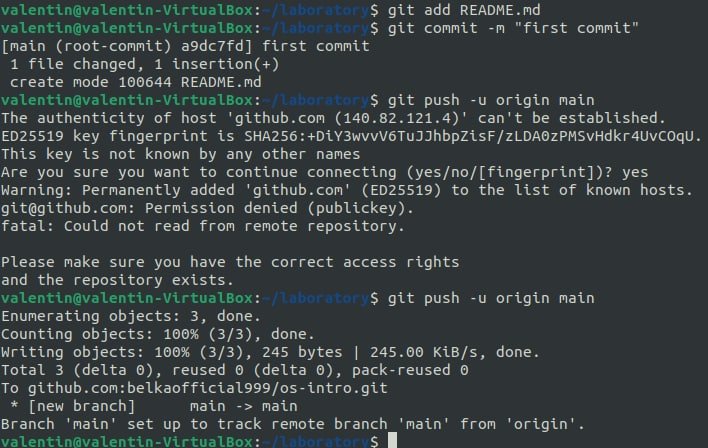 valentin@valentin-VirtualBox:~/laboratory$ git add README.md
valentin@valentin-VirtualBox:~/laboratory$ git commit -m "first commit"
[main (root-commit) a9dc7fd] first commit
 1 file changed, 1 insertion(+)
 create mode 100644 README.md
valentin@valentin-VirtualBox:~/laboratory$ git push -u origin main
The authenticity of host 'github.com (140.82.121.4)' can't be established.
ED25519 key fingerprint is SHA256:+DiY3wvvV6TuJJhbpZisF/zLDA0zPMSvHdkr4UvCOqU.
This key is not known by any other names
Are you sure you want to continue connecting (yes/no/[fingerprint])? yes
Warning: Permanently added 'github.com' (ED25519) to the list of known hosts.
git@github.com: Permission denied (publickey).
fatal: Could not read from remote repository.

Please make sure you have the correct access rights
and the repository exists.
valentin@valentin-VirtualBox:~/laboratory$ git push -u origin main
Enumerating objects: 3, done.
Counting objects: 100% (3/3), done.
Writing objects: 100% (3/3), 245 bytes | 245.00 KiB/s, done.
Total 3 (delta 0), reused 0 (delta 0), pack-reused 0
To github.com:belkaofficial999/os-intro.git
 * [new branch]      main -> main
Branch 'main' set up to track remote branch 'main' from 'origin'.
valentin@valentin-VirtualBox:~/laboratory$